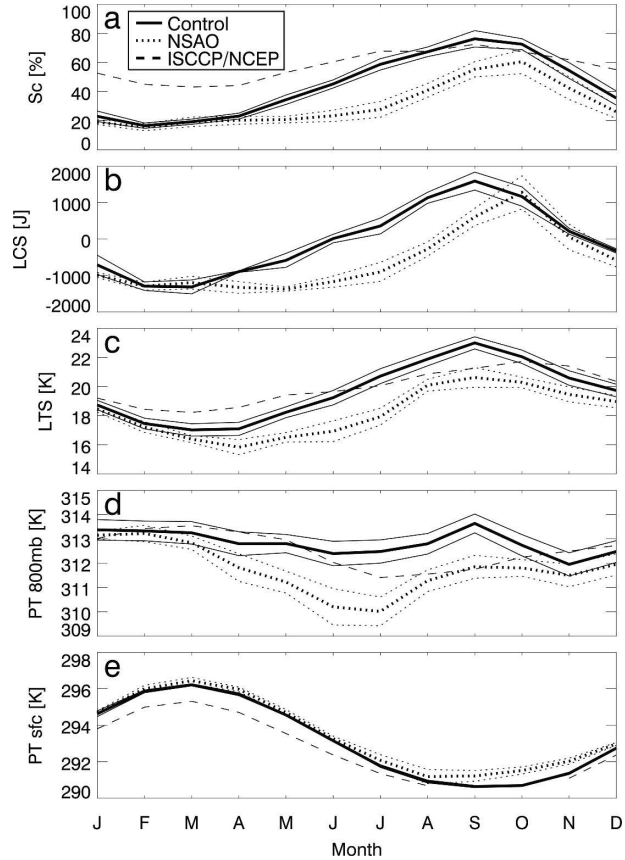 a
Control
NSAO
ISCCP/NCEP
Sc [%]
100
80
60
40
20
0
b
LCS [J]
2000
1000
0
-1000
-2000
c
LTS [K]
24
22
20
18
16
14
d
PT 800mb [K]
315
314
313
312
311
310
309
e
PT sfc [K]
298
296
294
292
290
J F M A M J J A S O N D
Month